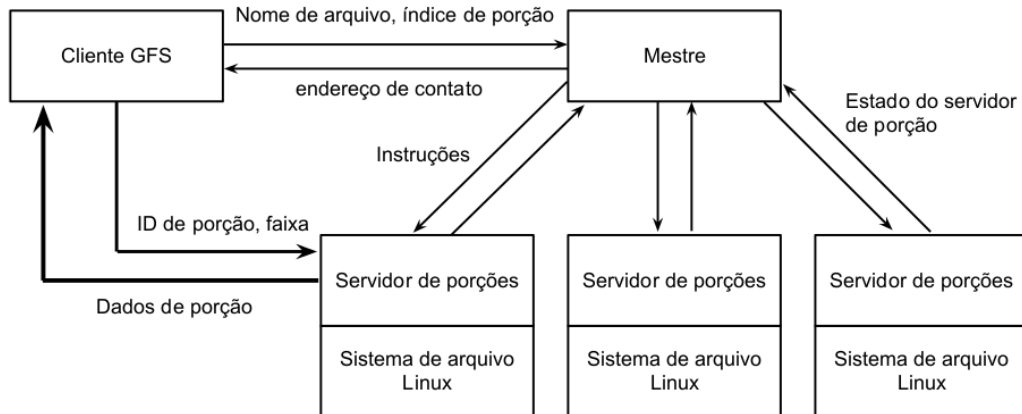 Nome de arquivo, índice de porção
Cliente GFS
Mestre
endereço de contato
Estado do servidor
de porção
Instruções
ID de porção, faixa
Dados de porção
Servidor de porções
Servidor de porções
Servidor de porções
Sistema de arquivo
Linux
Sistema de arquivo
Linux
Sistema de arquivo
Linux